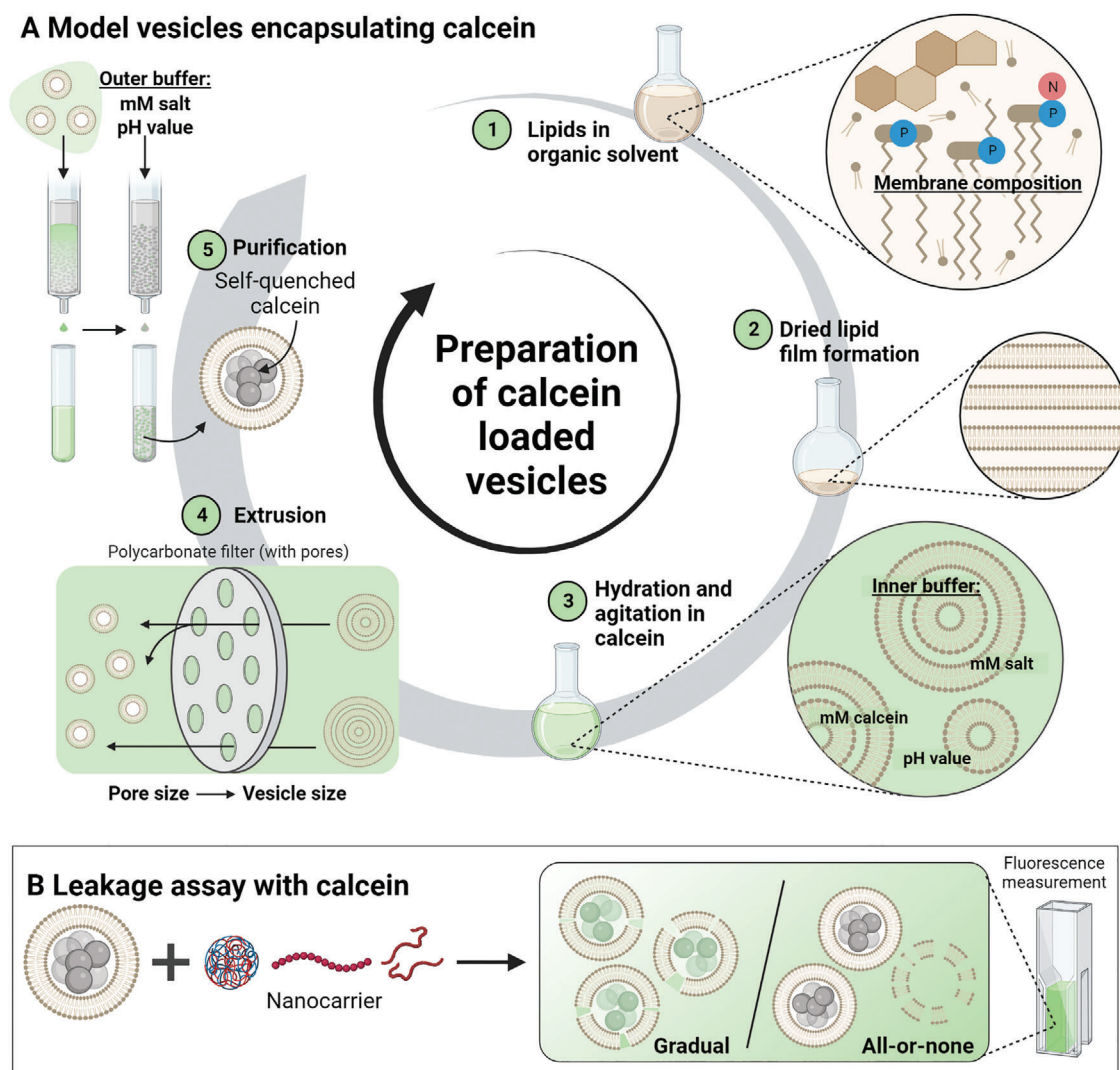 A Model vesicles encapsulating calcein
Outer buffer:
mM salt
pH value
1
Lipids in
organic solvent
N
P
P
Membrane composition
2
Dried lipid
film formation
3
Hydration and
agitation in
calcein
Inner buffer:
mM salt
mM calcein
pH value
4
Extrusion
Polycarbonate filter (with pores)
Pore size
Vesicle size
5
Purification
Self-quenched
calcein
Preparation
of calcein
loaded
vesicles
B Leakage assay with calcein
Nanocarrier
Gradual
All-or-none
Fluorescence
measurement